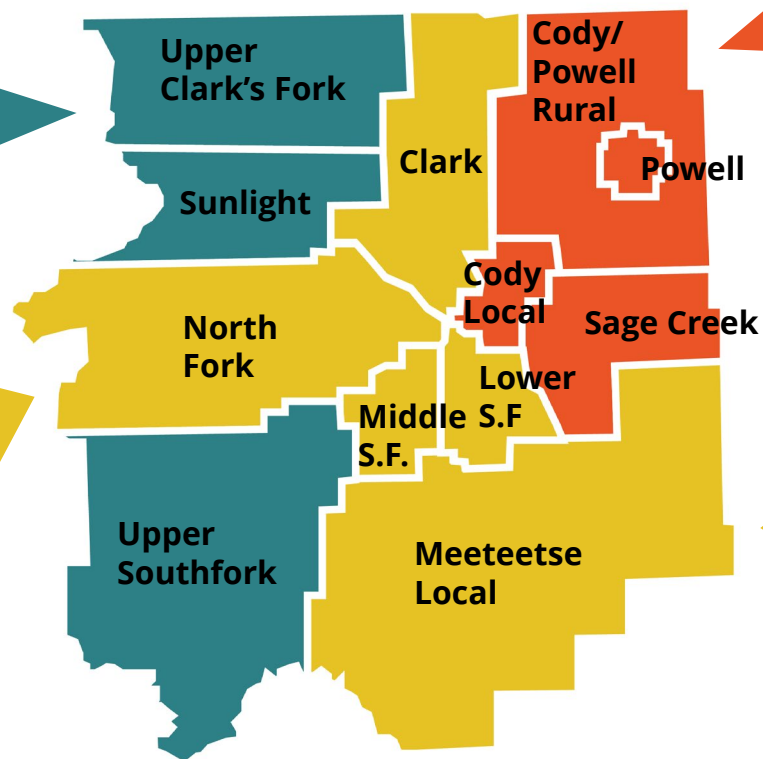 Upper
Clark's Fork
Cody/
Powell
Rural
Clark
Powell
Sunlight
Cody
Local
North
Fork
Sage Creek
Lower
S.F
Middle
S.F.
Upper
Southfork
Meeteetse
Local